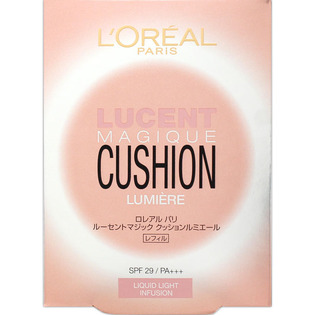 L'ORÉAL
PARIS
LUCENT
MAGIQUE
CUSHION
LUMIÈRE
ロレアル パリ
ルーセントマジック クッションルミエール
レフィル
SPF 29 / PA+++
LIQUID LIGHT
INFUSION